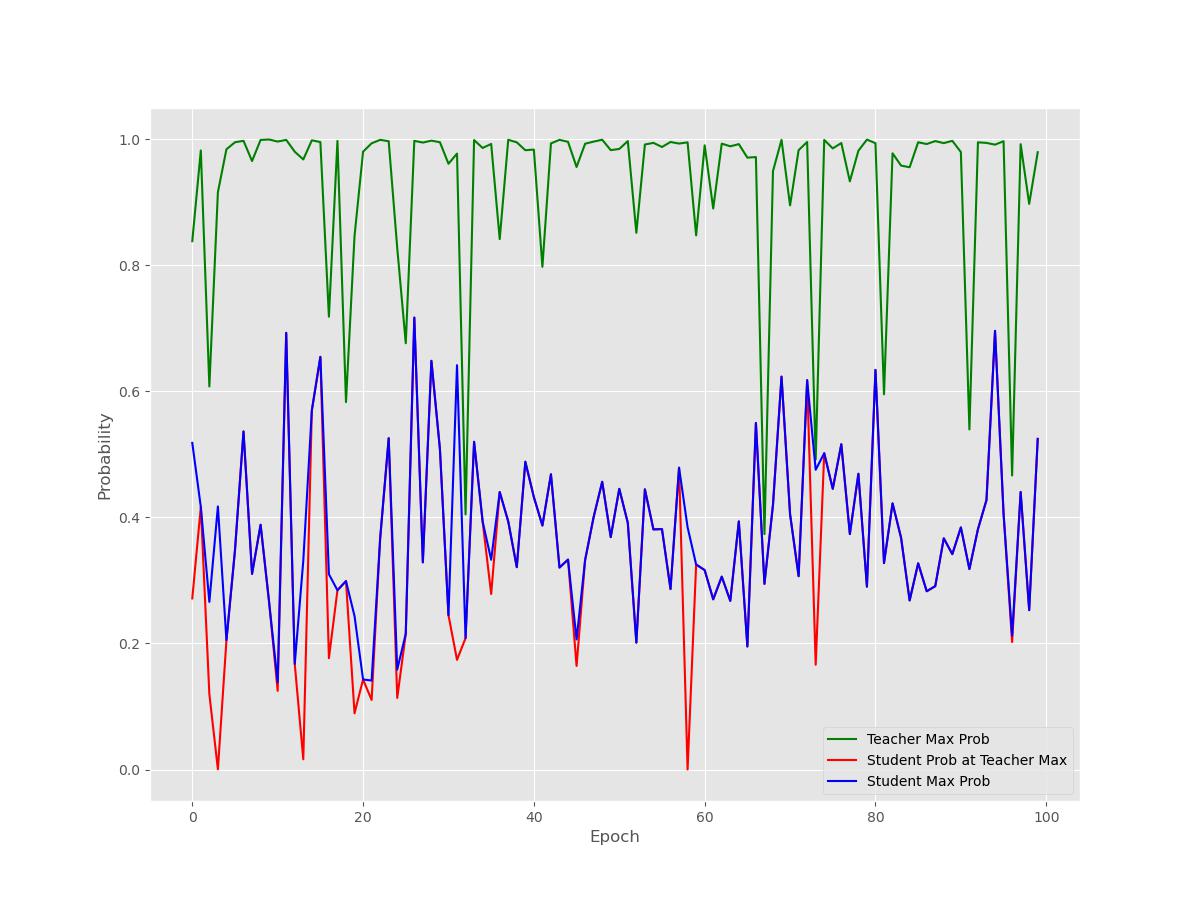 1.0
0.8
0.6
0.4
0.2
0.0
Probability
0 20 40 60 80 100
Epoch
Teacher Max Prob
Student Prob at Teacher Max
Student Max Prob